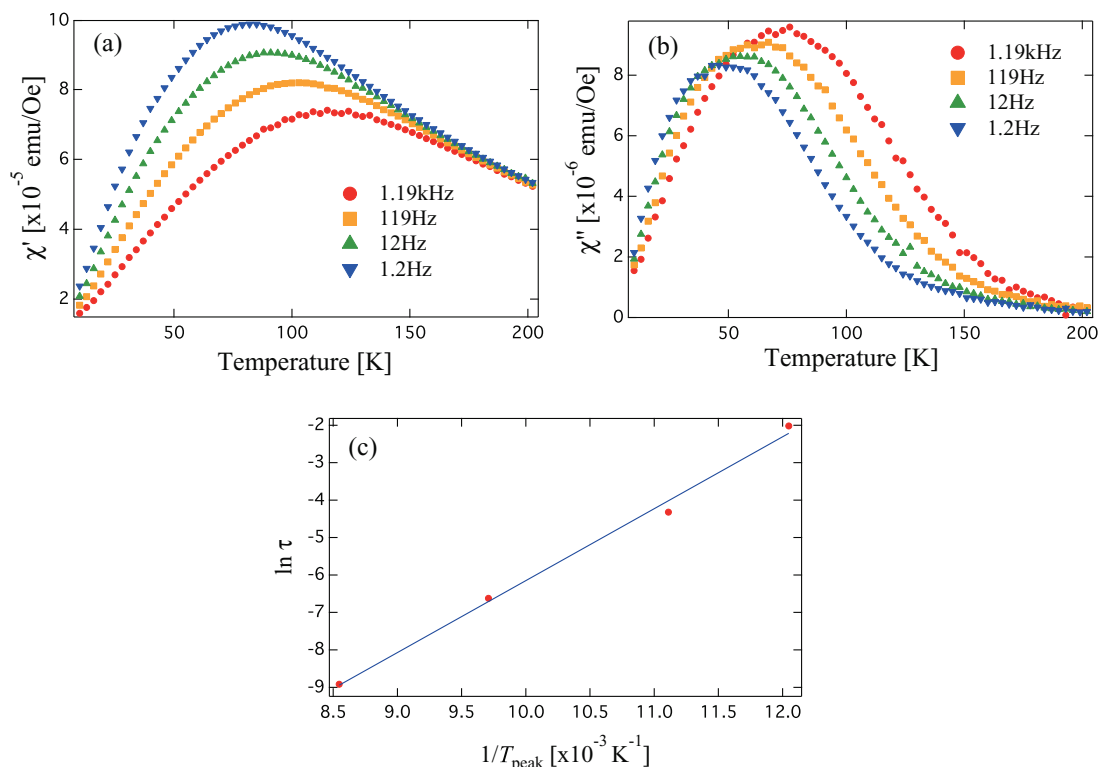 (a)
χ' [x10⁻⁵ emu/Oe]
10
8
6
4
2
1.19kHz
119Hz
12Hz
1.2Hz
50
100
150
200
Temperature [K]
(b)
χ'' [x10⁻⁶ emu/Oe]
8
6
4
2
0
1.19kHz
119Hz
12Hz
1.2Hz
50
100
150
200
Temperature [K]
(c)
ln τ
-2
-3
-4
-5
-6
-7
-8
-9
8.5
9.0
9.5
10.0
10.5
11.0
11.5
12.0
1/T_peak [x10⁻³ K⁻¹]